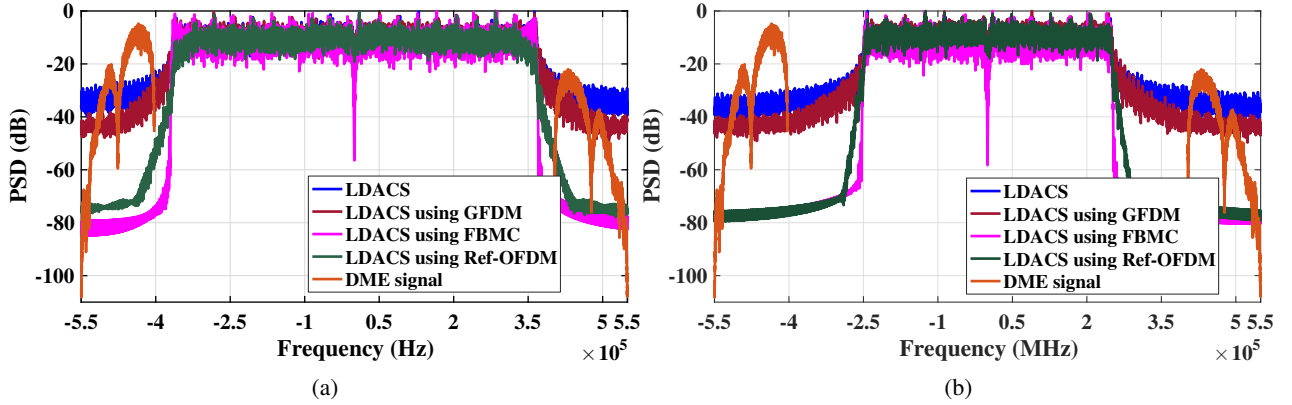 0
-20
-40
-60
-80
-100
PSD (dB)
LDACS
LDACS using GFDM
LDACS using FBMC
LDACS using Ref-OFDM
DME signal
-5.5 -4 -2.5 -1 0.5 2 3.5 5 5.5
Frequency (Hz)
× 10^5
(a)
0
-20
-40
-60
-80
-100
PSD (dB)
LDACS
LDACS using GFDM
LDACS using FBMC
LDACS using Ref-OFDM
DME signal
-5.5 -4 -2.5 -1 0.5 2 3.5 5 5.5
Frequency (MHz)
× 10^5
(b)